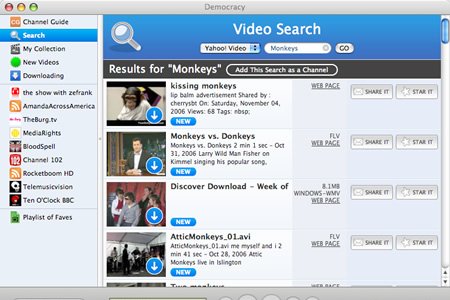 Democracy
Channel Guide
Search
My Collection
New Videos
Downloading
the show with zefrank
AmandaAcrossAmerica
TheBurg.tv
MediaRights
BloodSpell
Channel 102
Rocketboom HD
Telemusicvision
Ten O'Clock BBC
Playlist of Faves
Video Search
Yahoo! Video
Monkeys
GO
Results for "Monkeys"
Add This Search as a Channel
kissing monkeys
lip balm advertisement Shared by :
cherrysbt On: Saturday, November 04,
2006 Views: 68 Tags: nbsp;
NEW
WEB PAGE
SHARE IT
STAR IT
Monkeys vs. Donkeys
Monkeys vs. Donkeys 2 min 1 sec - Oct
31, 2006 Larry Wild Man Fisher on
Kimmel singing his popular song,
NEW
FLV
WEB PAGE
SHARE IT
STAR IT
Discover Download - Week of
NEW
8.1MB
WINDOWS-WMV
WEB PAGE
SHARE IT
STAR IT
AtticMonkeys_01.avi
AtticMonkeys_01.avi me myself and i 2
min 41 sec - Oct 28, 2006 Attic
Monkeys live on Islington
NEW
FLV
WEB PAGE
SHARE IT
STAR IT
Two monkeys